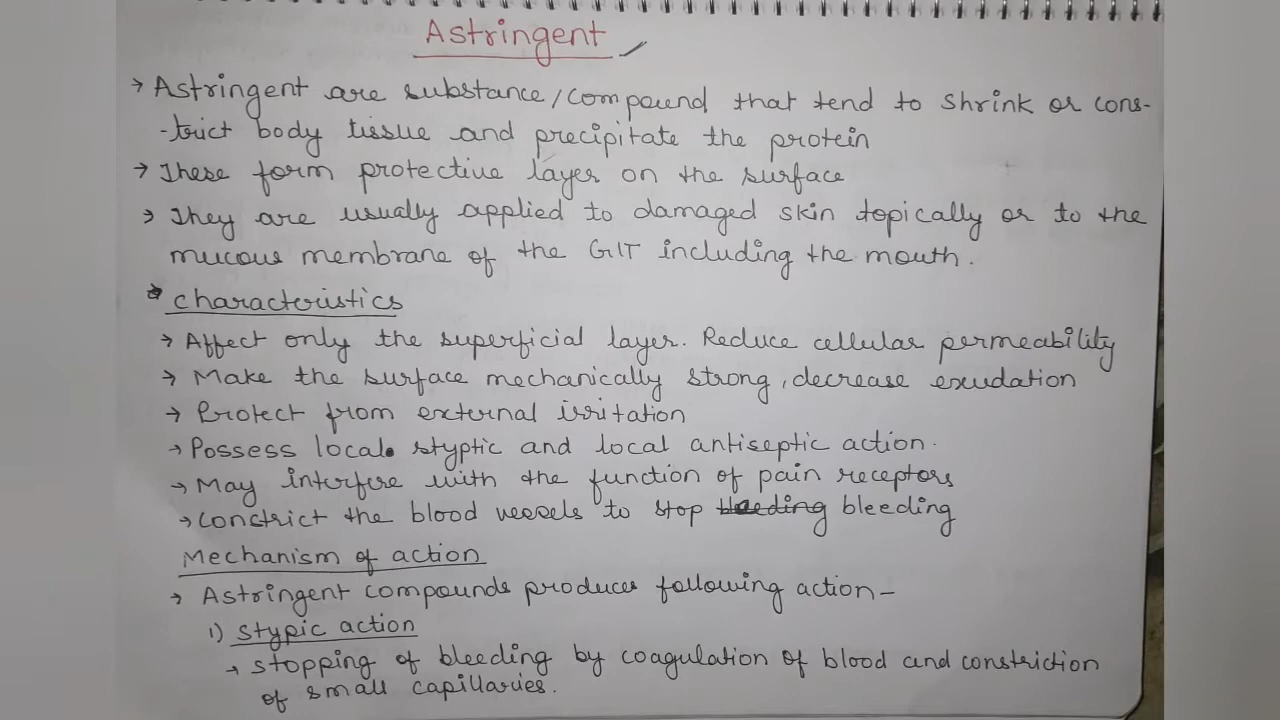 Astringent
→ Astringent are substance/compound that tend to shrink or cons-
-trict body tissue and precipitate the protein
→ These form protective layer on the surface
→ They are usually applied to damaged skin topically or to the
mucous membrane of the GIT including the mouth.
* characteristics
→ Affect only the superficial layer. Reduce cellular permeability
→ Make the surface mechanically strong, decrease exudation
→ Protect from external irritation
→ Possess local styptic and local antiseptic action.
→ May interfire with the function of pain receptors
→ Constrict the blood vessels to stop bleeding bleeding
Mechanism of action
→ Astringent compounds produces following action-
1) Stypic action
→ stopping of bleeding by coagulation of blood and constriction
of small capillaries.